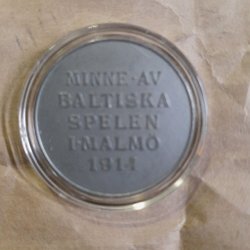 MINNE·AV
BALTISKA
SPELEN
I·MALMÖ
1914